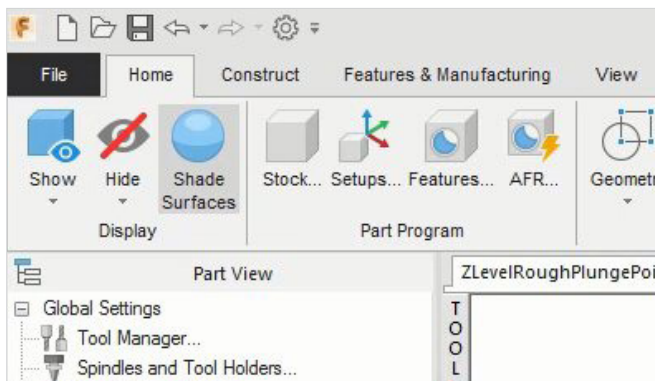 File Home Construct Features & Manufacturing View
Show Hide Shade Surfaces Stock... Setups... Features... AFR...
Display Part Program
Part View
Global Settings
Tool Manager...
Spindles and Tool Holders...
TOOL